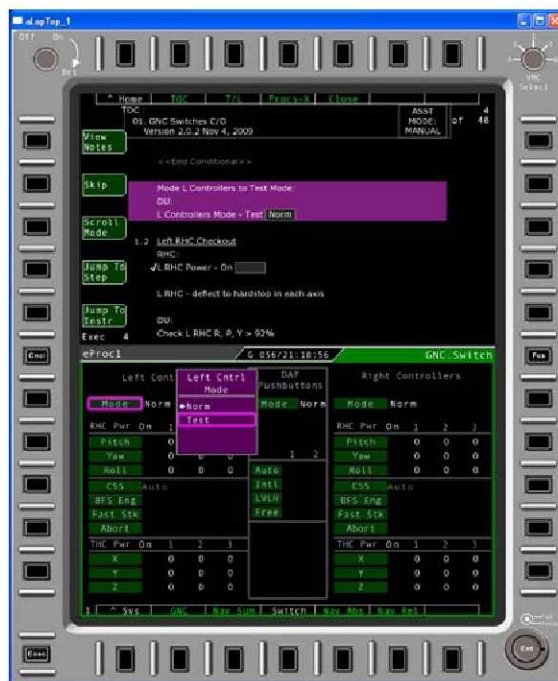 aLapTop_1
Off On
Brt
VMC
Select
^ Home TOC T/L Procs-X Close
TOC
01. GNC Switches C/O
Version 2.0.2 Nov 4, 2009
ASST
MODE:
MANUAL
4
of 40
View
Notes
<<End Conditional>>
Skip
Mode L Controllers to Test Mode:
DU:
L Controllers Mode - Test Norm
Scroll
Mode
1.2 Left RHC Checkout
RHC:
Jump To
Step
√L RHC Power - On
L RHC - deflect to hardstop in each axis
Jump To
Instr
DU:
Exec 4
Check L RHC R, P, Y > 92%
eProc1 G 056/21:18:56 GNC.Switch
Left Cont
Left Cntrl
Mode
DAP
Pushbuttons
Right Controllers
Mode Norm
Norm
Test
Mode Norm
Mode Norm
RHC Pwr On 1
RHC Pwr On 1 2 3
Pitch 0
Pitch 0 0 0
Yaw 0 0 0
1 2
Yaw 0 0 0
Roll 0 0 0
Auto
Roll 0 0 0
CSS Auto
Intl
CSS Auto
BFS Eng
LVLH
BFS Eng
Fast Stk
Free
Fast Stk
Abort
Abort
THC Pwr On 1 2 3
THC Pwr On 1 2 3
X 0 0 0
X 0 0 0
Y 0 0 0
Y 0 0 0
Z 0 0 0
Z 0 0 0
1 ^ Sys GNC Nav Sum Switch Nav Abs Nav Rel
Cncl
Exec